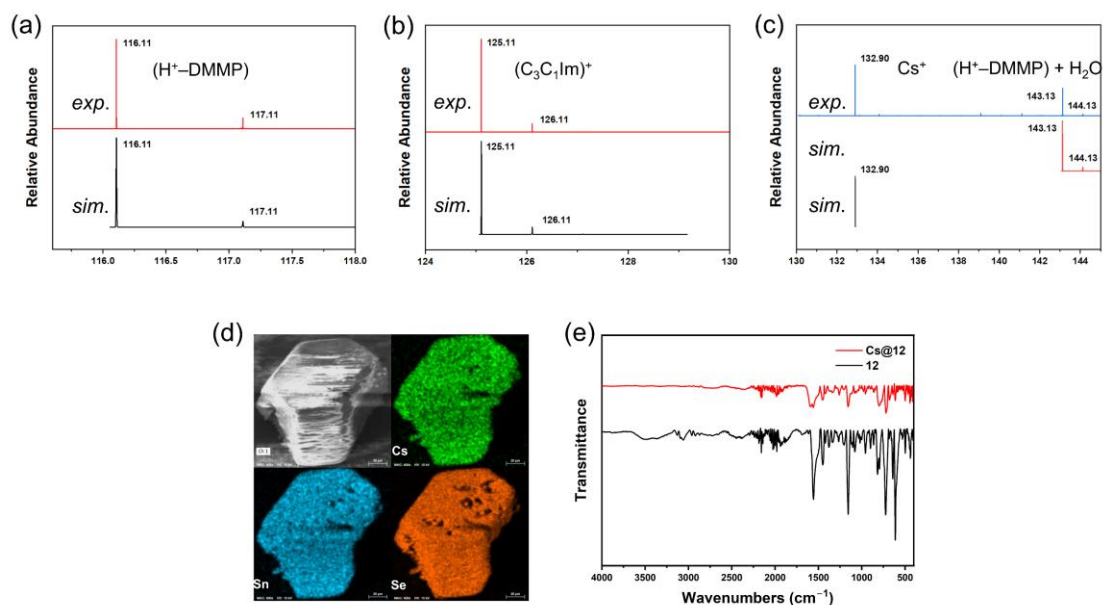 (a)
116.11
(H⁺–DMMP)
exp.
117.11
116.11
sim.
117.11
Relative Abundance
116.0 116.5 117.0 117.5 118.0
(b)
125.11
(C₃C₁Im)⁺
exp.
126.11
125.11
sim.
126.11
Relative Abundance
124 126 128 130
(c)
132.90
Cs⁺ (H⁺–DMMP) + H₂O
exp.
143.13
144.13
143.13
sim.
144.13
132.90
sim.
Relative Abundance
130 132 134 136 138 140 142 144
(d)
Cs
Sn
Se
(e)
Cs@12
12
Transmittance
4000 3500 3000 2500 2000 1500 1000 500
Wavenumbers (cm⁻¹)